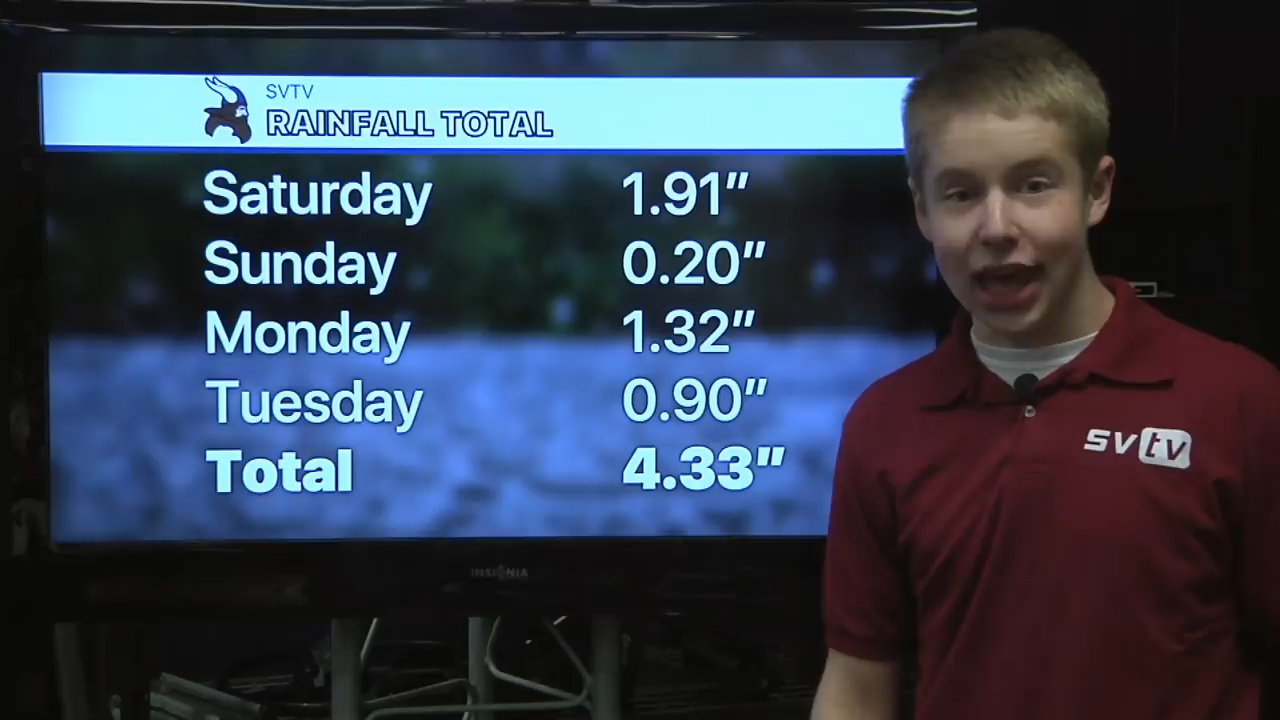 SVTV
RAINFALL TOTAL
Saturday 1.91"
Sunday 0.20"
Monday 1.32"
Tuesday 0.90"
Total 4.33"
INSIGNIA
SVtv